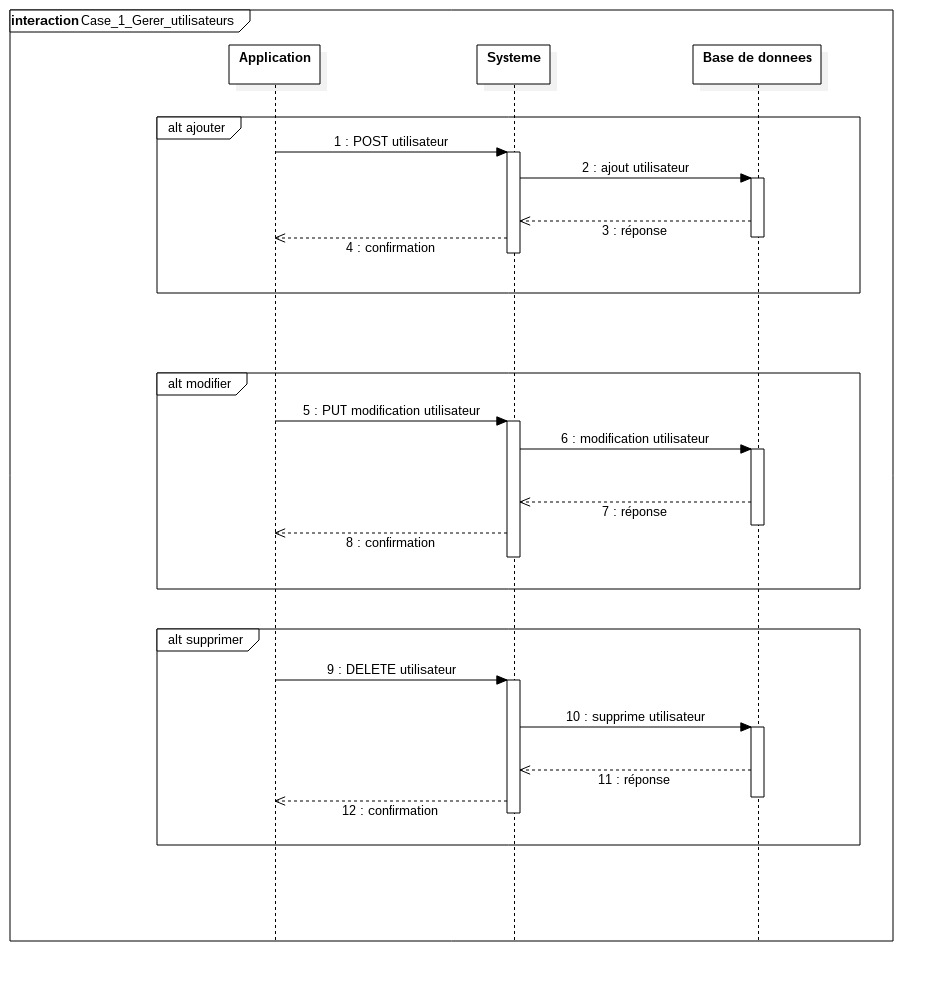 interaction Case_1_Gerer_utilisateurs
Application
Systeme
Base de donnees
alt ajouter
1 : POST utilisateur
2 : ajout utilisateur
3 : réponse
4 : confirmation
alt modifier
5 : PUT modification utilisateur
6 : modification utilisateur
7 : réponse
8 : confirmation
alt supprimer
9 : DELETE utilisateur
10 : supprime utilisateur
11 : réponse
12 : confirmation